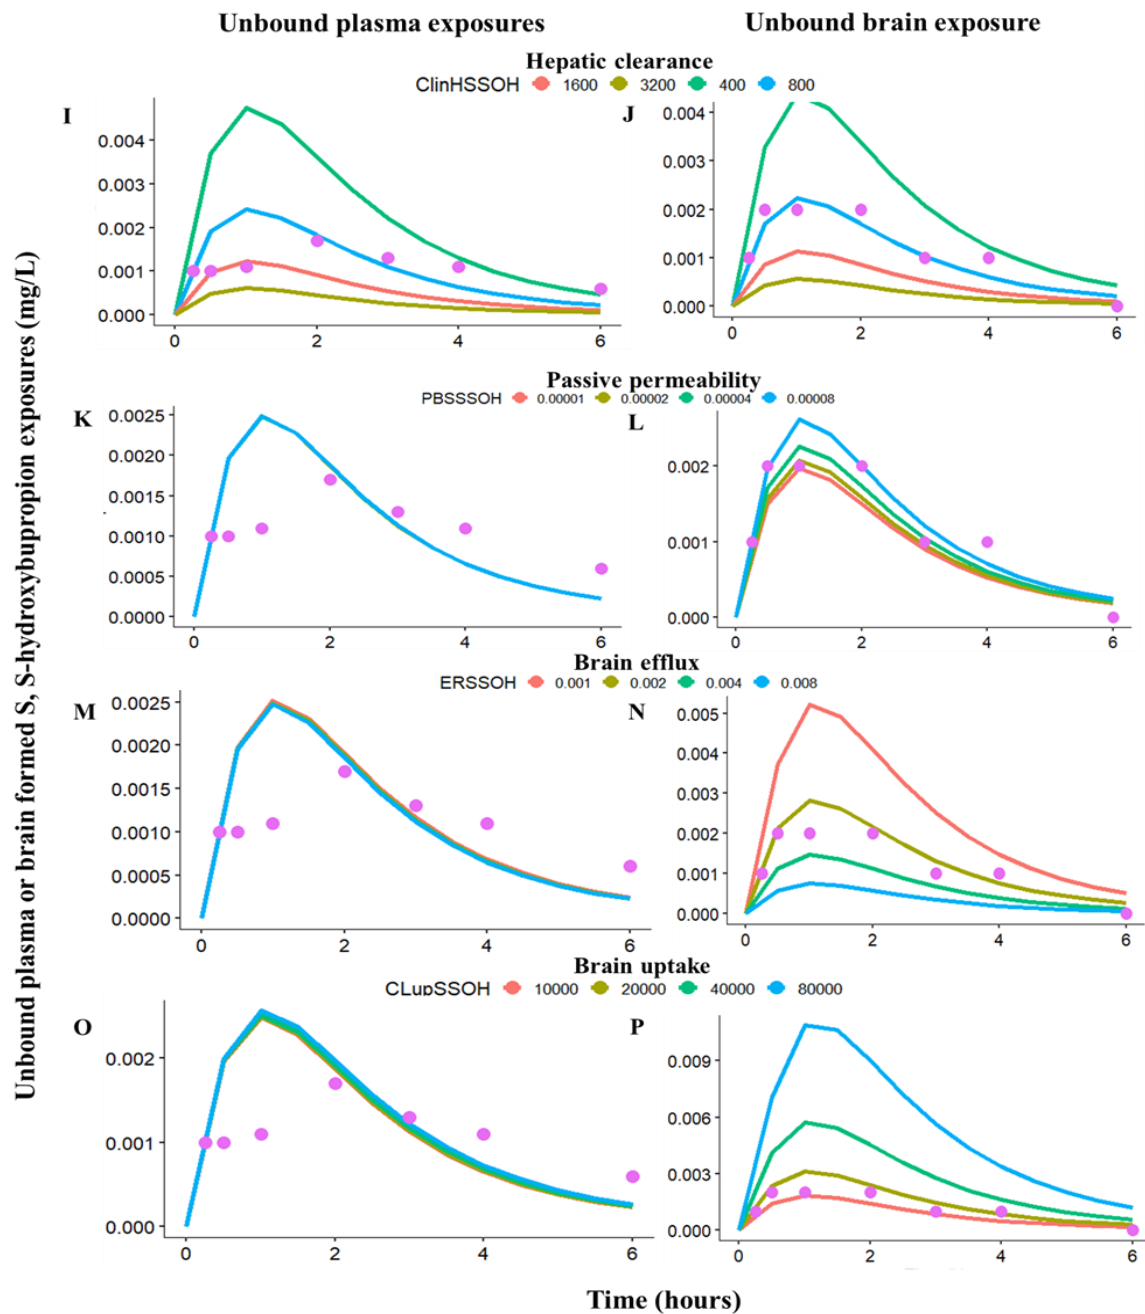 Unbound plasma exposures
Unbound brain exposure
Hepatic clearance
ClinHSSOH 1600 3200 400 800
I
0.004
0.003
0.002
0.001
0.000
0 2 4 6
J
0.004
0.003
0.002
0.001
0.000
0 2 4 6
Passive permeability
PBSSSOH 0.00001 0.00002 0.00004 0.00008
K
0.0025
0.0020
0.0015
0.0010
0.0005
0.0000
0 2 4 6
L
0.002
0.001
0.000
0 2 4 6
Brain efflux
ERSSOH 0.001 0.002 0.004 0.008
M
0.0025
0.0020
0.0015
0.0010
0.0005
0.0000
0 2 4 6
N
0.005
0.004
0.003
0.002
0.001
0.000
0 2 4 6
Brain uptake
CLupSSOH 10000 20000 40000 80000
O
0.002
0.001
0.000
0 2 4 6
P
0.009
0.006
0.003
0.000
0 2 4 6
Unbound plasma or brain formed S, S-hydroxybupropion exposures (mg/L)
Time (hours)